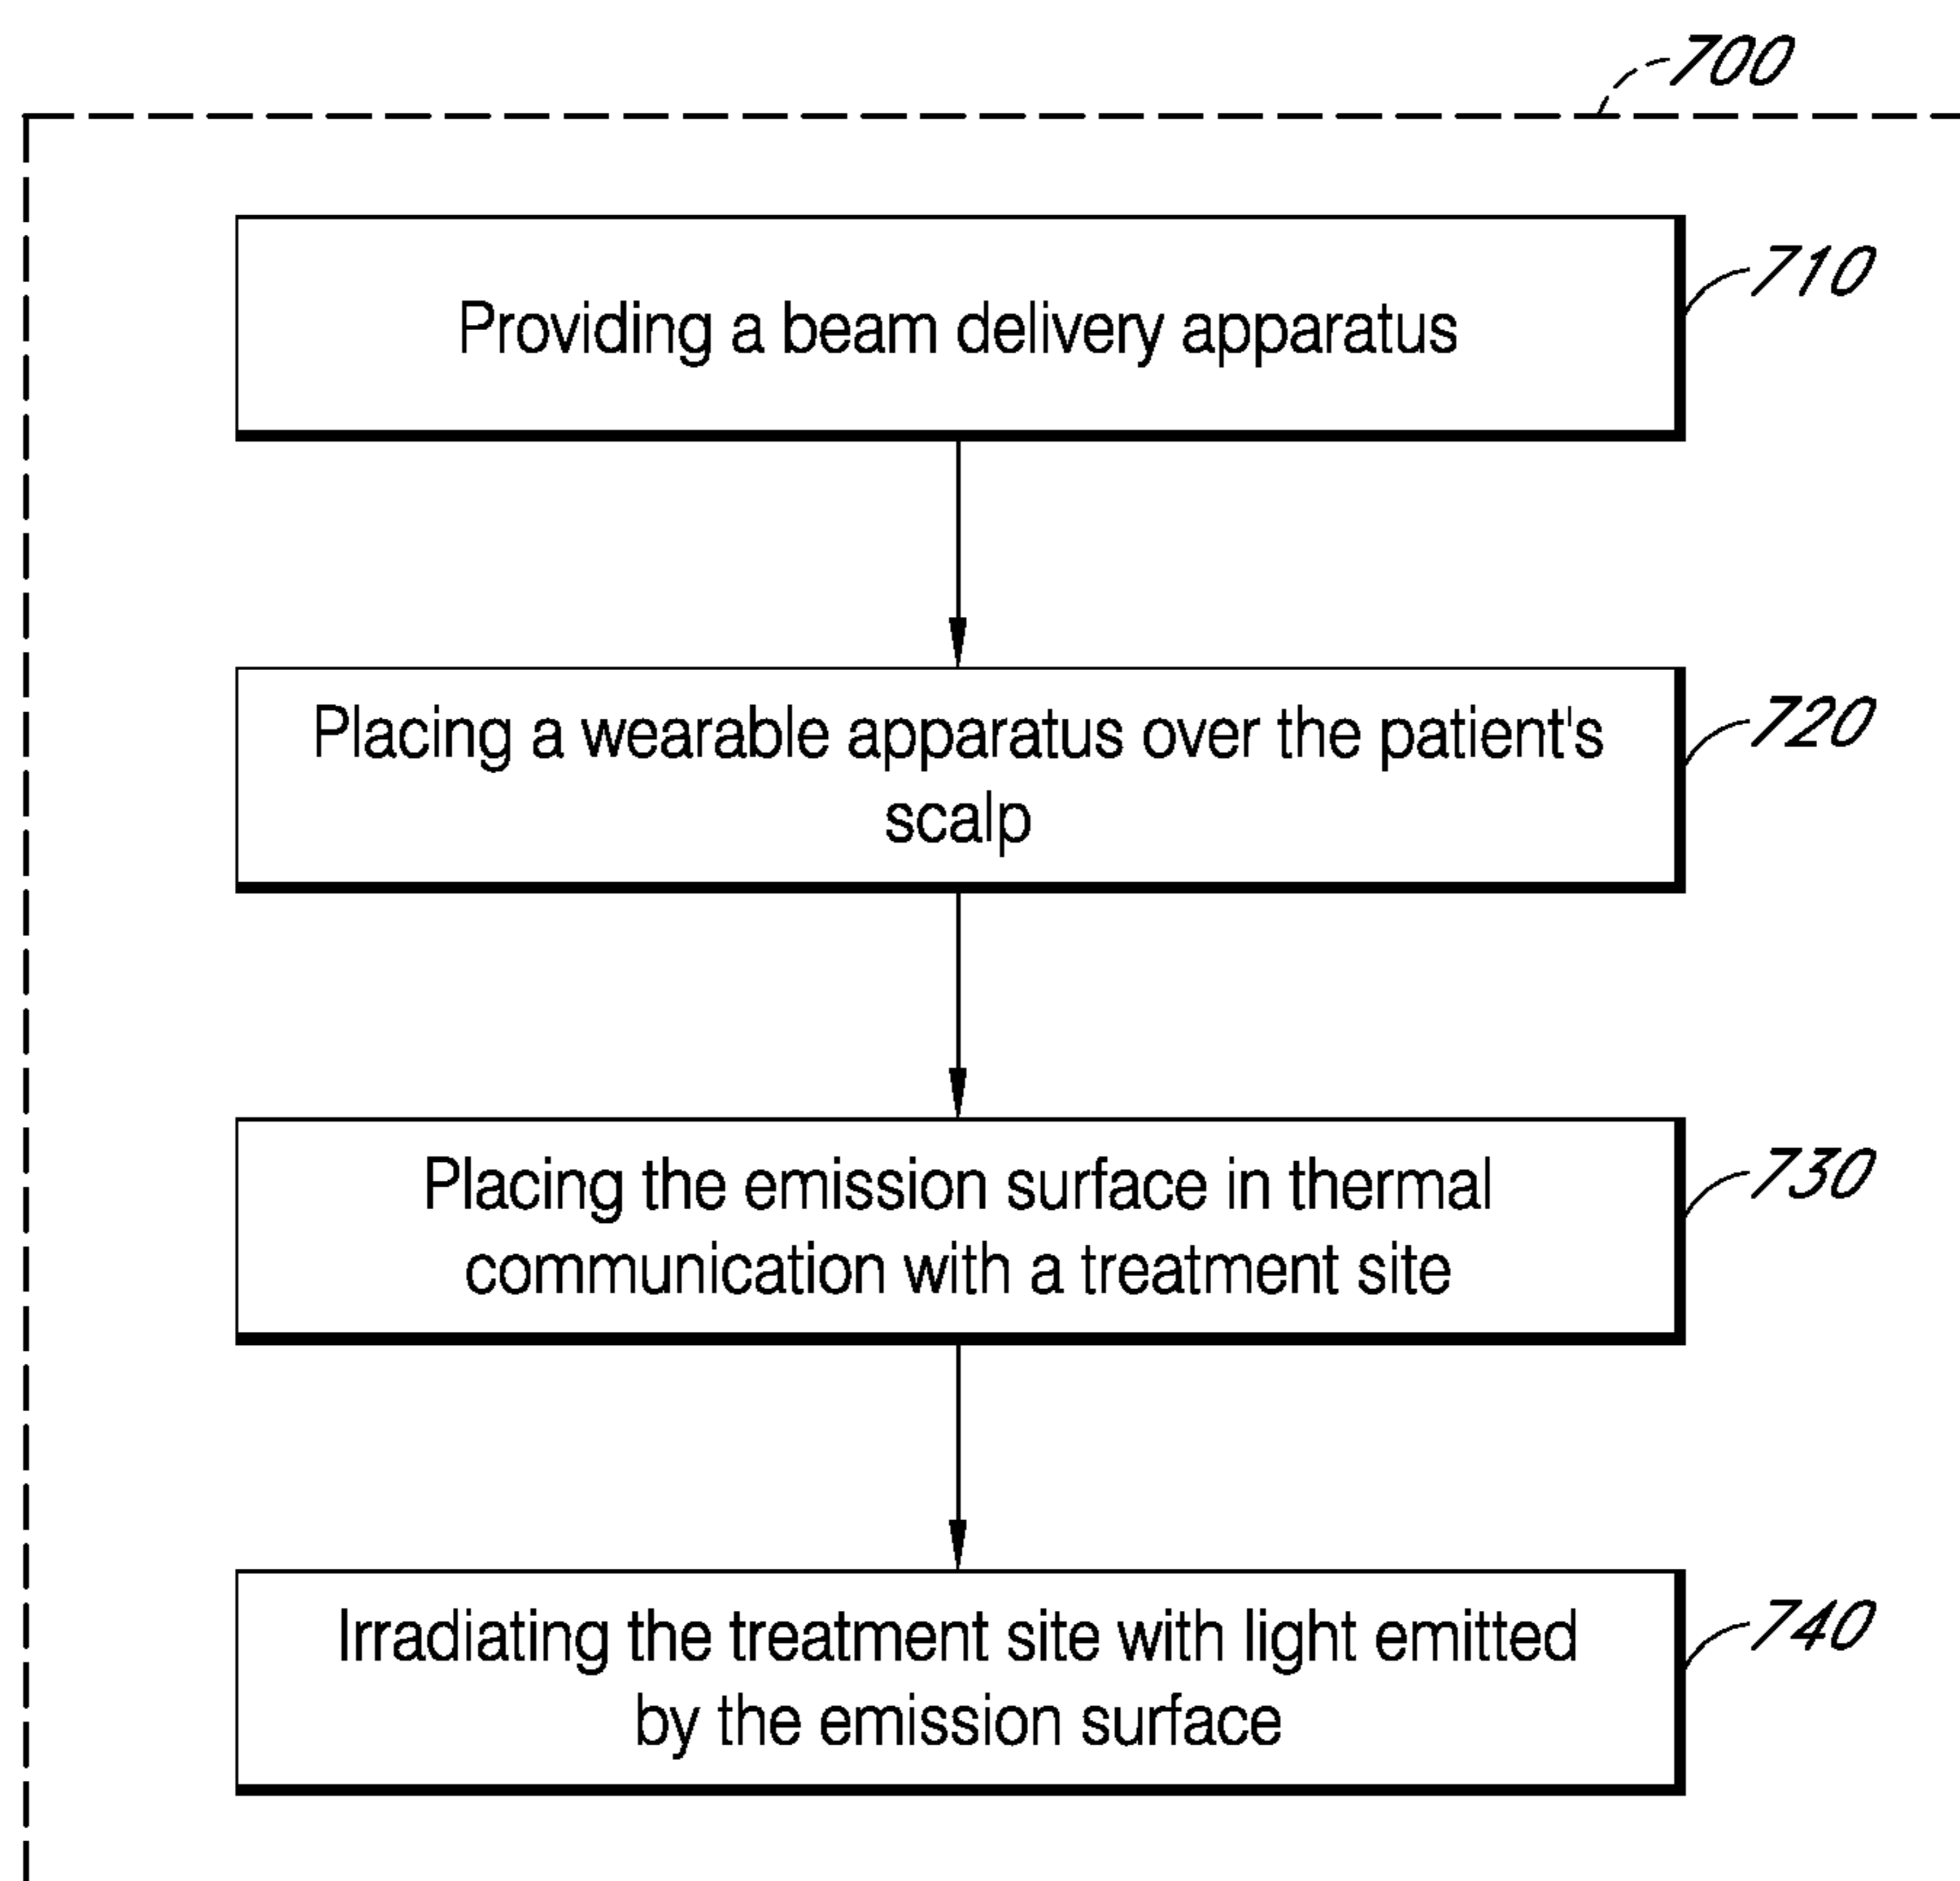 700
Providing a beam delivery apparatus
710
Placing a wearable apparatus over the patient's
scalp
720
Placing the emission surface in thermal
communication with a treatment site
730
Irradiating the treatment site with light emitted
by the emission surface
740